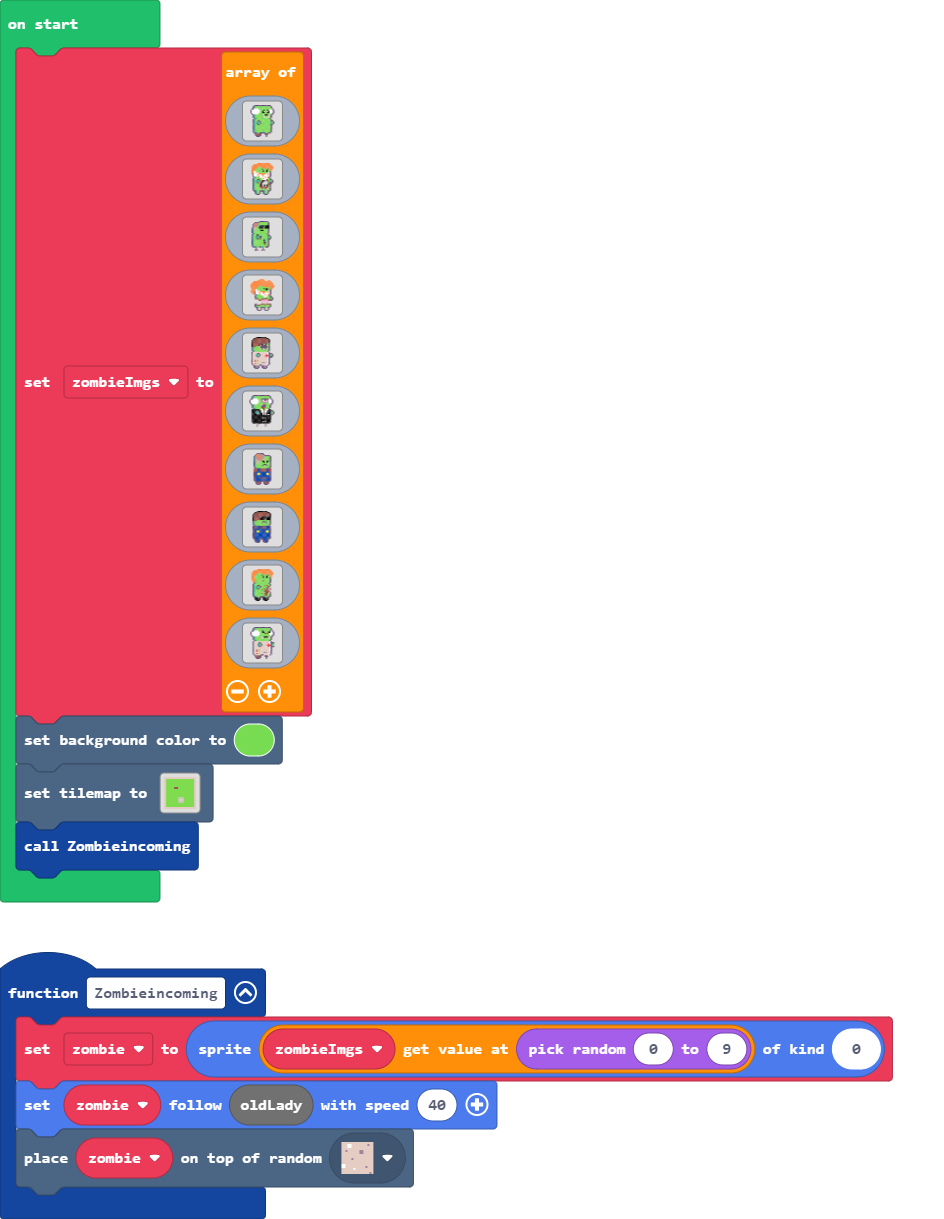 on start
array of
set zombieImgs to
set background color to
set tilemap to
call Zombieincoming
function Zombieincoming
set zombie to sprite zombieImgs get value at pick random 0 to 9 of kind 0
set zombie follow oldLady with speed 40
place zombie on top of random